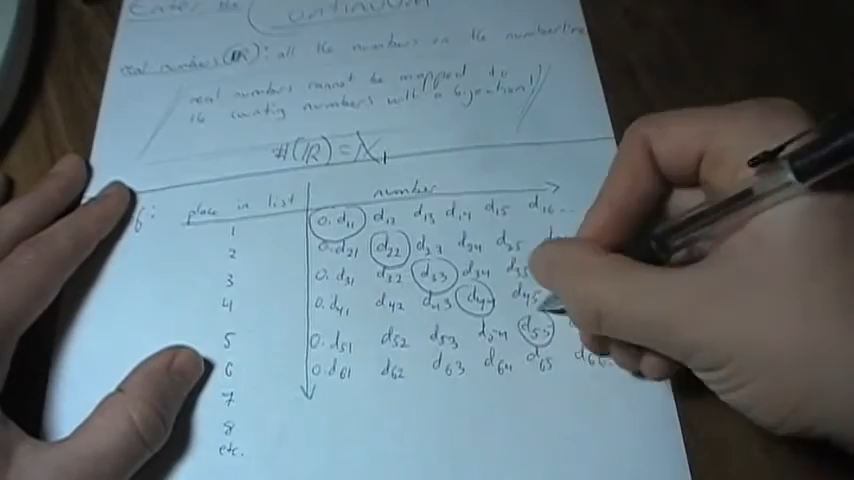 Enter the Continuum
real numbers (ℝ): all the numbers on the numberline
real numbers cannot be mapped to
the counting numbers with a bijection!
#(ℝ) = ℵ₁
f: place in list number
1 0.d11 d12 d13 d14 d15 d16...
2 0.d21 d22 d23 d24 d25
3 0.d31 d32 d33 d34 d35
4 0.d41 d42 d43 d44 d45
5 0.d51 d52 d53 d54 d55
6 0.d61 d62 d63 d64 d65 d66..
7
8
etc.